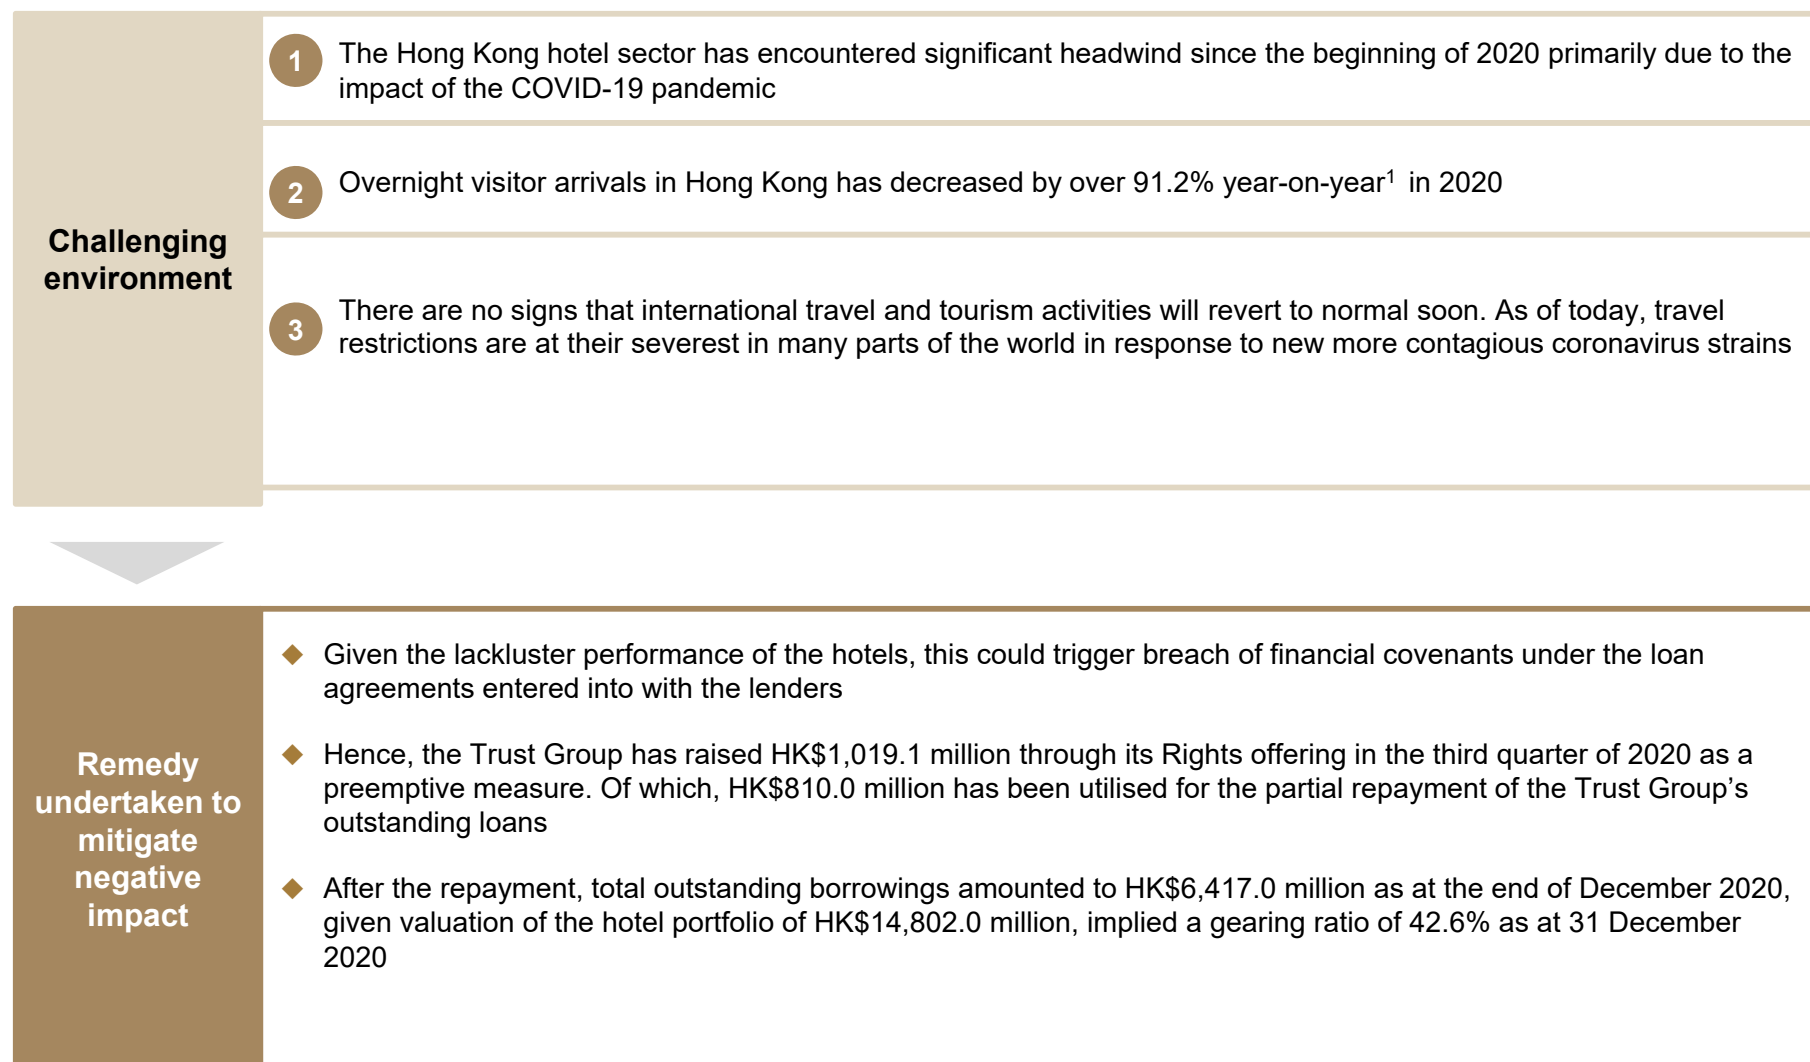 Challenging
environment
1
The Hong Kong hotel sector has encountered significant headwind since the beginning of 2020 primarily due to the
impact of the COVID-19 pandemic
2
Overnight visitor arrivals in Hong Kong has decreased by over 91.2% year-on-year1 in 2020
3
There are no signs that international travel and tourism activities will revert to normal soon. As of today, travel
restrictions are at their severest in many parts of the world in response to new more contagious coronavirus strains
Remedy
undertaken to
mitigate
negative
impact
◆ Given the lackluster performance of the hotels, this could trigger breach of financial covenants under the loan
agreements entered into with the lenders
◆ Hence, the Trust Group has raised HK$1,019.1 million through its Rights offering in the third quarter of 2020 as a
preemptive measure. Of which, HK$810.0 million has been utilised for the partial repayment of the Trust Group’s
outstanding loans
◆ After the repayment, total outstanding borrowings amounted to HK$6,417.0 million as at the end of December 2020,
given valuation of the hotel portfolio of HK$14,802.0 million, implied a gearing ratio of 42.6% as at 31 December
2020